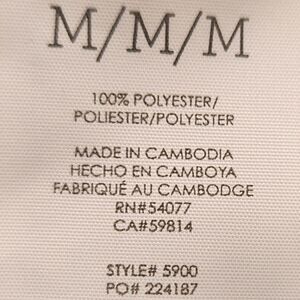 M/M/M
100% POLYESTER/
POLIESTER/POLYESTER
MADE IN CAMBODIA
HECHO EN CAMBOYA
FABRIQUÉ AU CAMBODGE
RN#54077
CA#59814
STYLE# 5900
PO# 224187